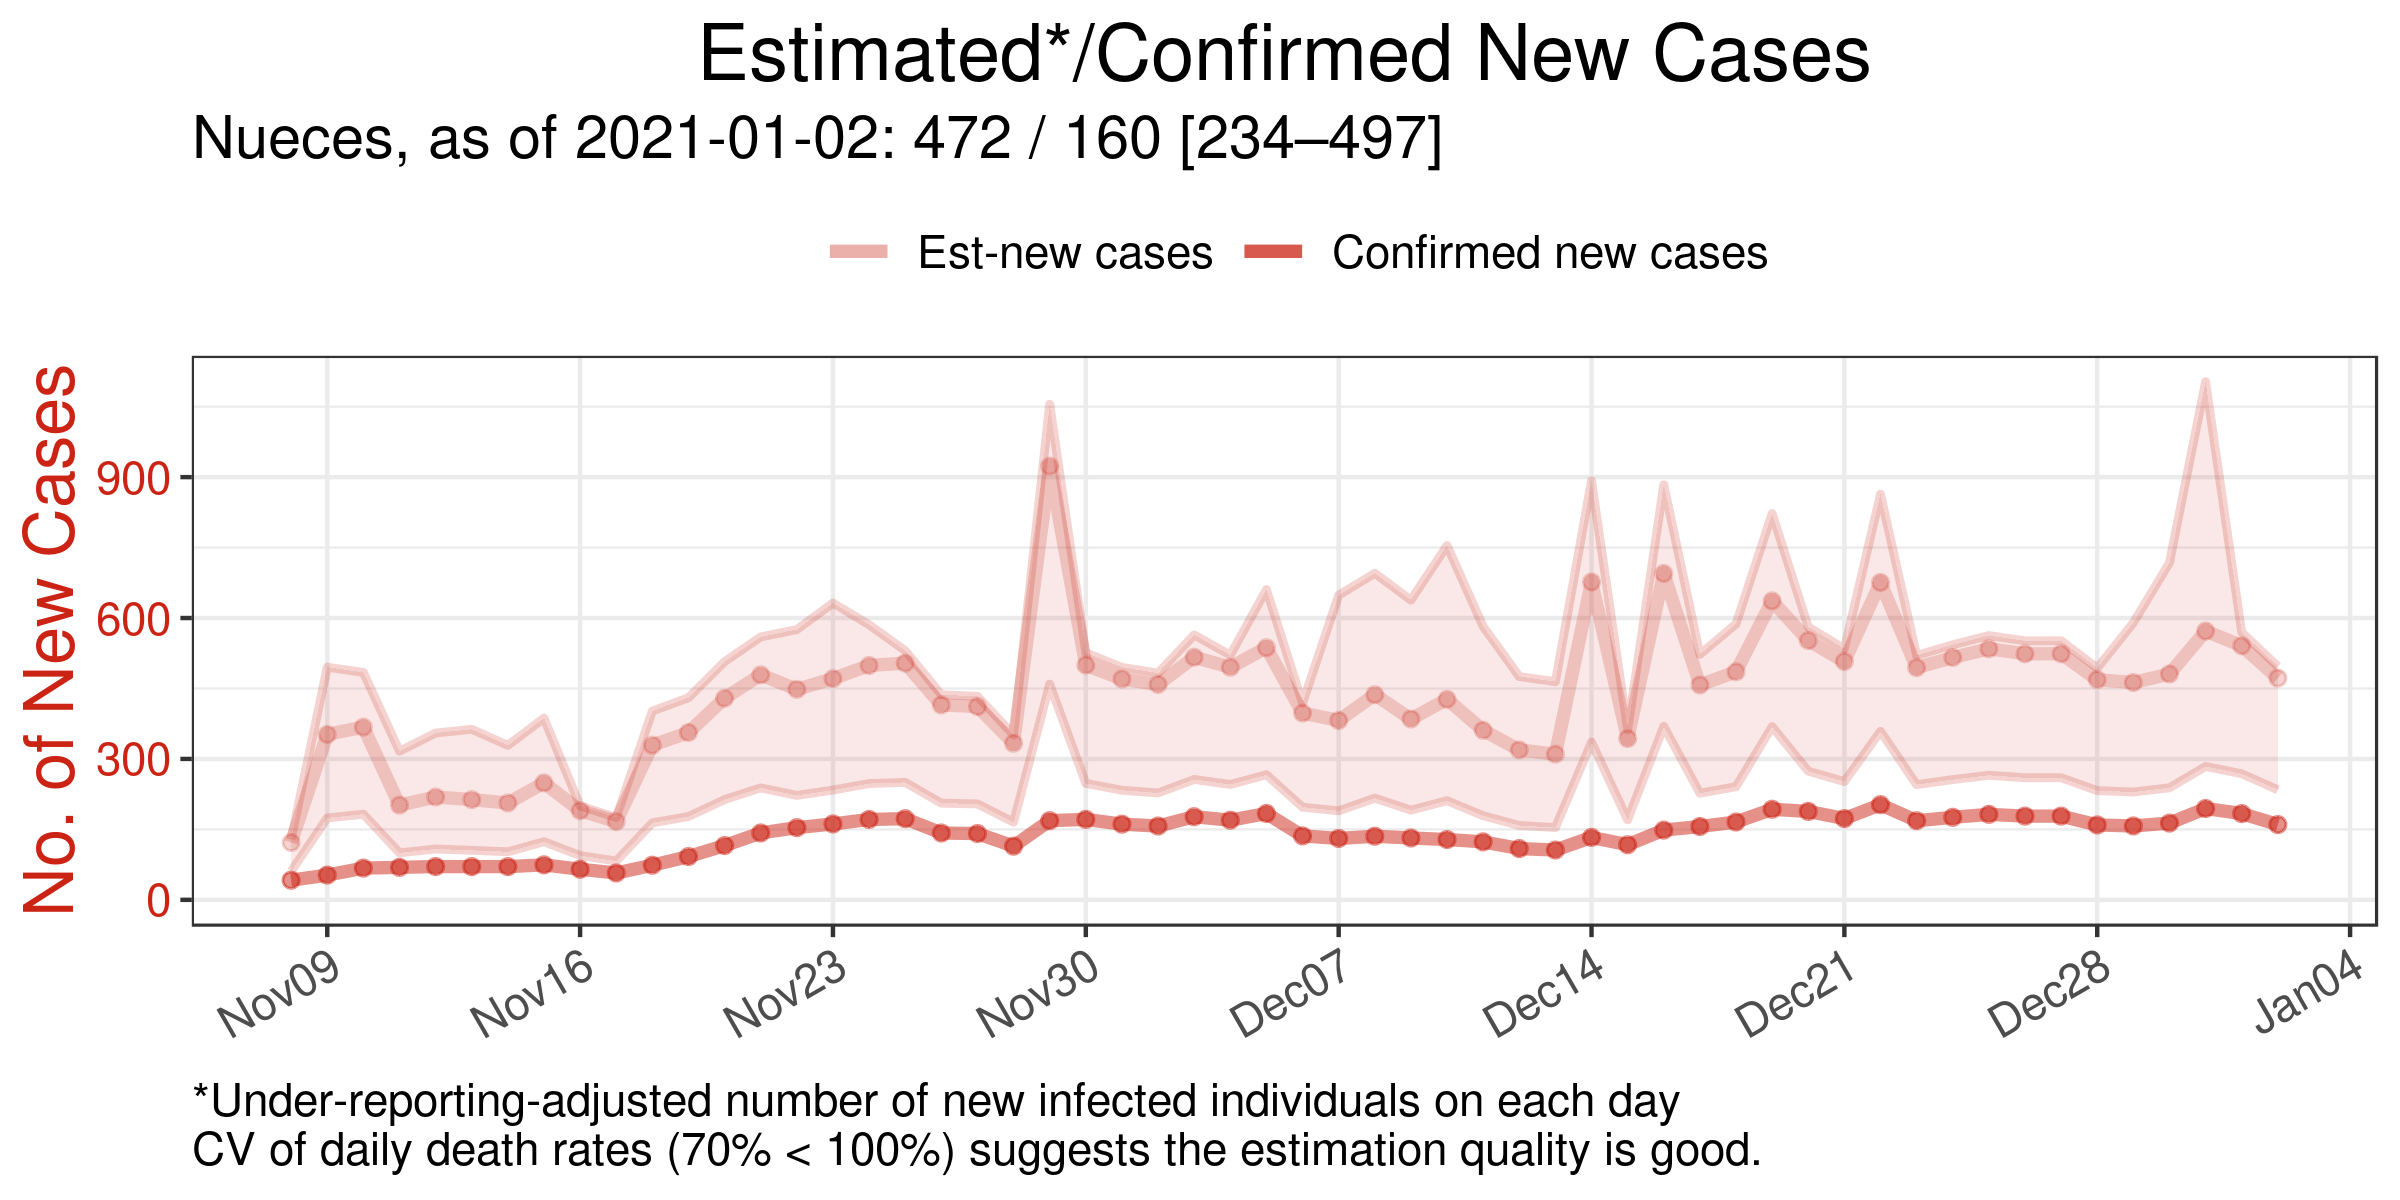 Estimated*/Confirmed New Cases
Nueces, as of 2021-01-02: 472 / 160 [234–497]
Est-new cases
Confirmed new cases
No. of New Cases
900
600
300
0
Nov09
Nov16
Nov23
Nov30
Dec07
Dec14
Dec21
Dec28
Jan04
*Under-reporting-adjusted number of new infected individuals on each day
CV of daily death rates (70% < 100%) suggests the estimation quality is good.